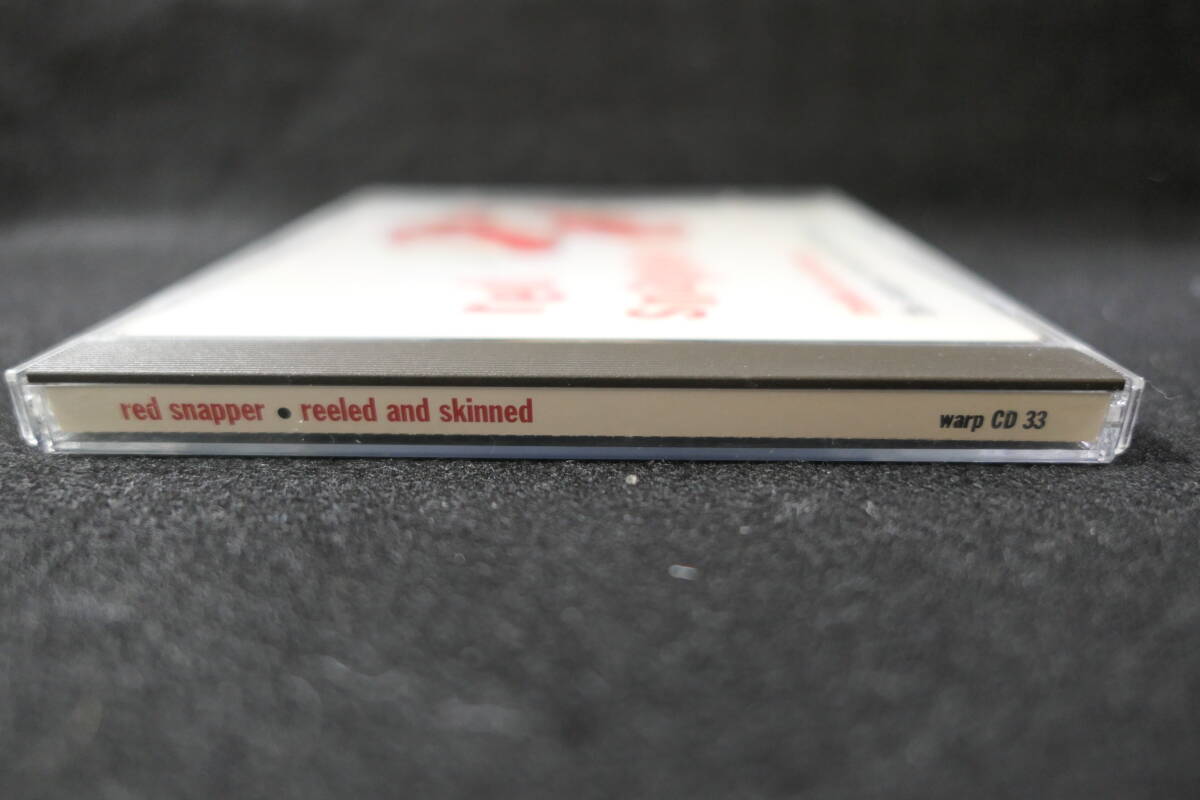 red snapper • reeled and skinned warp CD 33